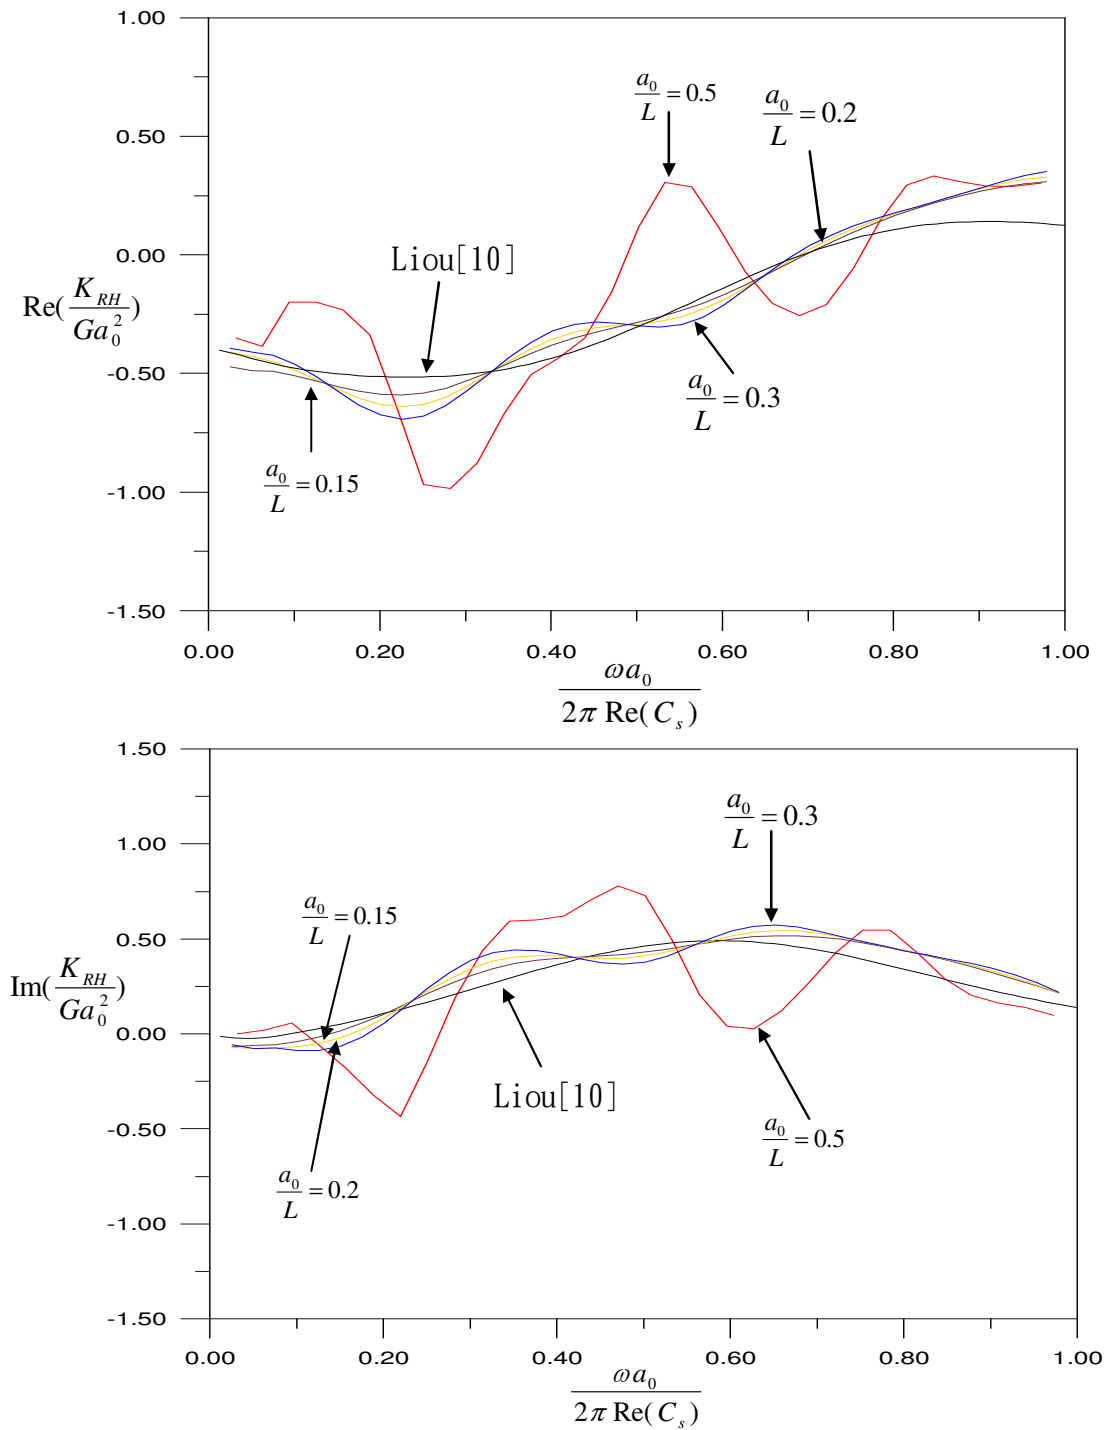 1.00
0.50
0.00
-0.50
-1.00
-1.50
Re(K_RH/Ga_0^2)
a_0/L = 0.5
a_0/L = 0.2
Liou[10]
a_0/L = 0.3
a_0/L = 0.15
0.00 0.20 0.40 0.60 0.80 1.00
ωa_0/2π Re(C_s)
1.50
1.00
0.50
0.00
-0.50
-1.00
-1.50
Im(K_RH/Ga_0^2)
a_0/L = 0.3
a_0/L = 0.15
Liou[10]
a_0/L = 0.5
a_0/L = 0.2
0.00 0.20 0.40 0.60 0.80 1.00
ωa_0/2π Re(C_s)